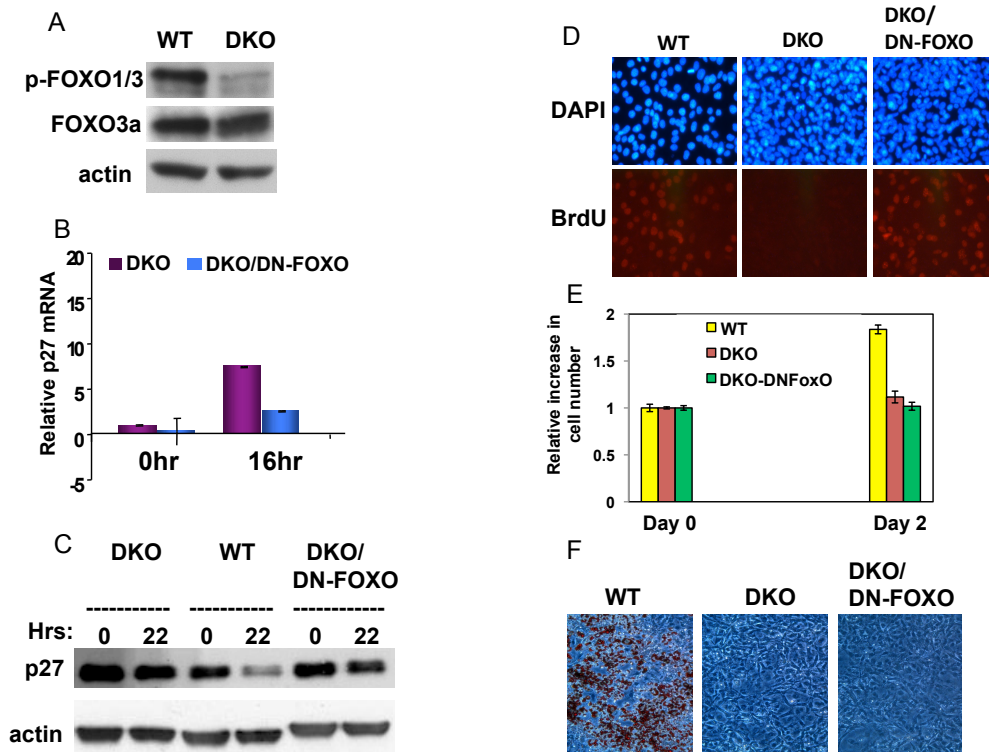 A
WT DKO
p-FOXO1/3
FOXO3a
actin
B
Relative p27 mRNA
20
15
10
5
0
-5
DKO DKO/DN-FOXO
0hr 16hr
C
DKO WT DKO/
DN-FOXO
----------- ----------- ------------
Hrs: 0 22 0 22 0 22
p27
actin
D
WT DKO DKO/
DN-FOXO
DAPI
BrdU
E
Relative increase in
cell number
2
1.5
1
0.5
0
WT
DKO
DKO-DNFoxO
Day 0 Day 2
F
WT DKO DKO/
DN-FOXO